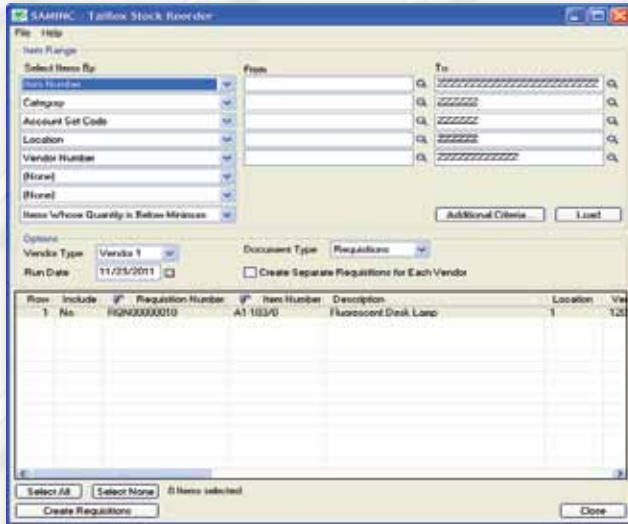 SAMINC - Taiflox Stock Reorder
File Help
Item Range
Select Items By From To
Item Number ZZZZZZZZZZZZZZZZZZZZZZZZ
Category ZZZZZZ
Account Set Code ZZZZZZ
Location ZZZZZZ
Vendor Number ZZZZZZZZZZZZ
(None)
(None)
Items Whose Quantity is Below Minimum Additional Criteria... Load
Options
Vendor Type Vendor 1 Document Type Requisitions
Run Date 11/23/2011 Create Separate Requisitions for Each Vendor
Row Include Requisition Number Item Number Description Location Ve
1 No RQN00000010 A1-103/0 Fluorescent Desk Lamp 1 120
Select All Select None 0 Items selected
Create Requisitions Close